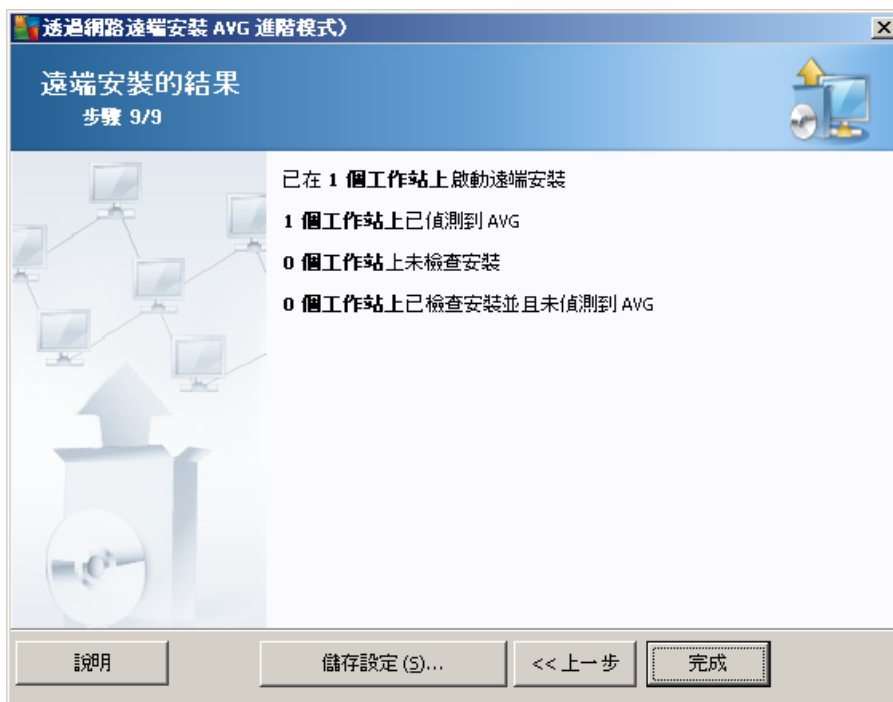 透過網路遠端安裝 AVG 進階模式)
遠端安裝的結果
步驟 9/9
已在 1 個工作站上啟動遠端安裝
1 個工作站上已偵測到 AVG
0 個工作站上未檢查安裝
0 個工作站上已檢查安裝並且未偵測到 AVG
說明
儲存設定 (S)...
<< 上一步
完成